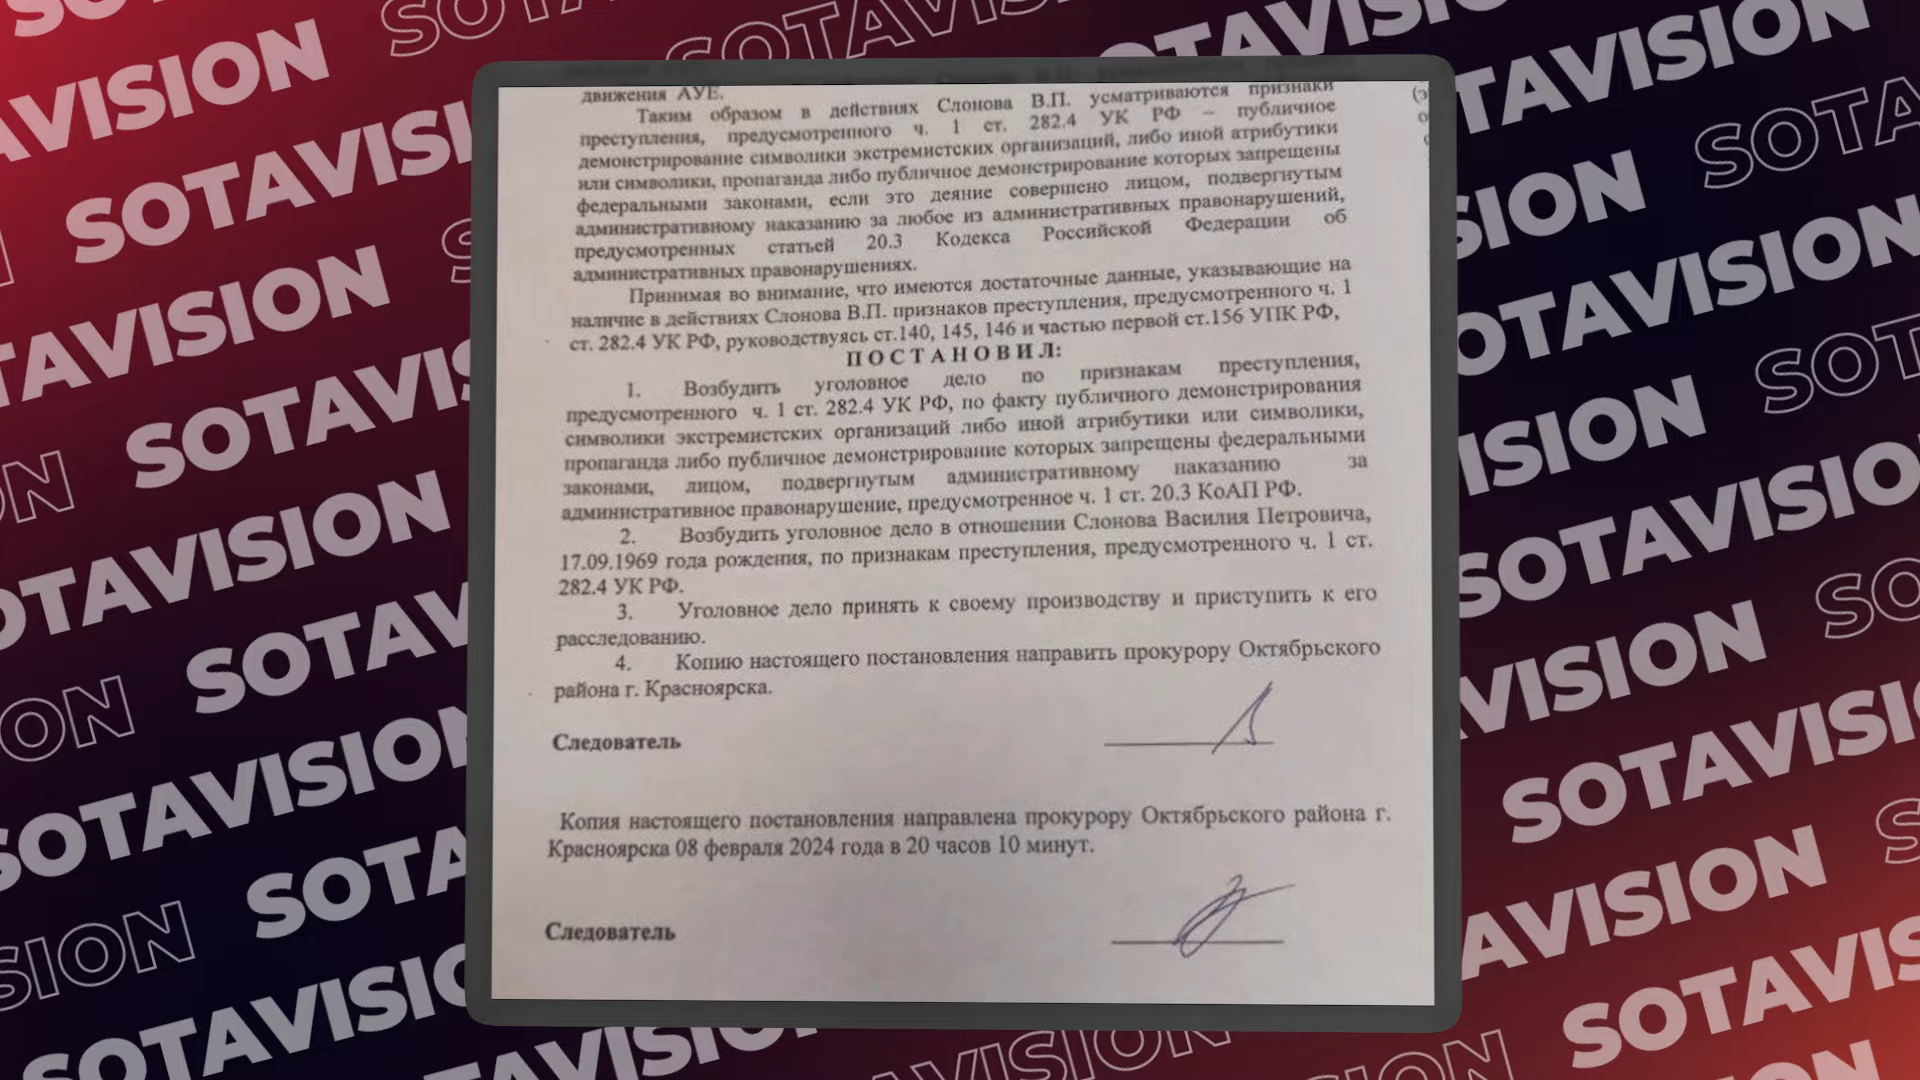 движения АУЕ.
Таким образом в действиях Слонова В.П. усматриваются признаки
преступления, предусмотренного ч. 1 ст. 282.4 УК РФ – публичное
демонстрирование символики экстремистских организаций, либо иной атрибутики
или символики, пропаганда либо публичное демонстрирование которых запрещены
федеральными законами, если это деяние совершено лицом, подвергнутым
административному наказанию за любое из административных правонарушений,
предусмотренных статьей 20.3 Кодекса Российской Федерации об
административных правонарушениях.
Принимая во внимание, что имеются достаточные данные, указывающие на
наличие в действиях Слонова В.П. признаков преступления, предусмотренного ч. 1
ст. 282.4 УК РФ, руководствуясь ст.140, 145, 146 и частью первой ст.156 УПК РФ,
П О С Т А Н О В И Л:
1. Возбудить уголовное дело по признакам преступления,
предусмотренного ч. 1 ст. 282.4 УК РФ, по факту публичного демонстрирования
символики экстремистских организаций либо иной атрибутики или символики,
пропаганда либо публичное демонстрирование которых запрещены федеральными
законами, лицом, подвергнутым административному наказанию за
административное правонарушение, предусмотренное ч. 1 ст. 20.3 КоАП РФ.
2. Возбудить уголовное дело в отношении Слонова Василия Петровича,
17.09.1969 года рождения, по признакам преступления, предусмотренного ч. 1 ст.
282.4 УК РФ.
3. Уголовное дело принять к своему производству и приступить к его
расследованию.
4. Копию настоящего постановления направить прокурору Октябрьского
района г. Красноярска.
Следователь
Копия настоящего постановления направлена прокурору Октябрьского района г.
Красноярска 08 февраля 2024 года в 20 часов 10 минут.
Следователь
SOTAVISION